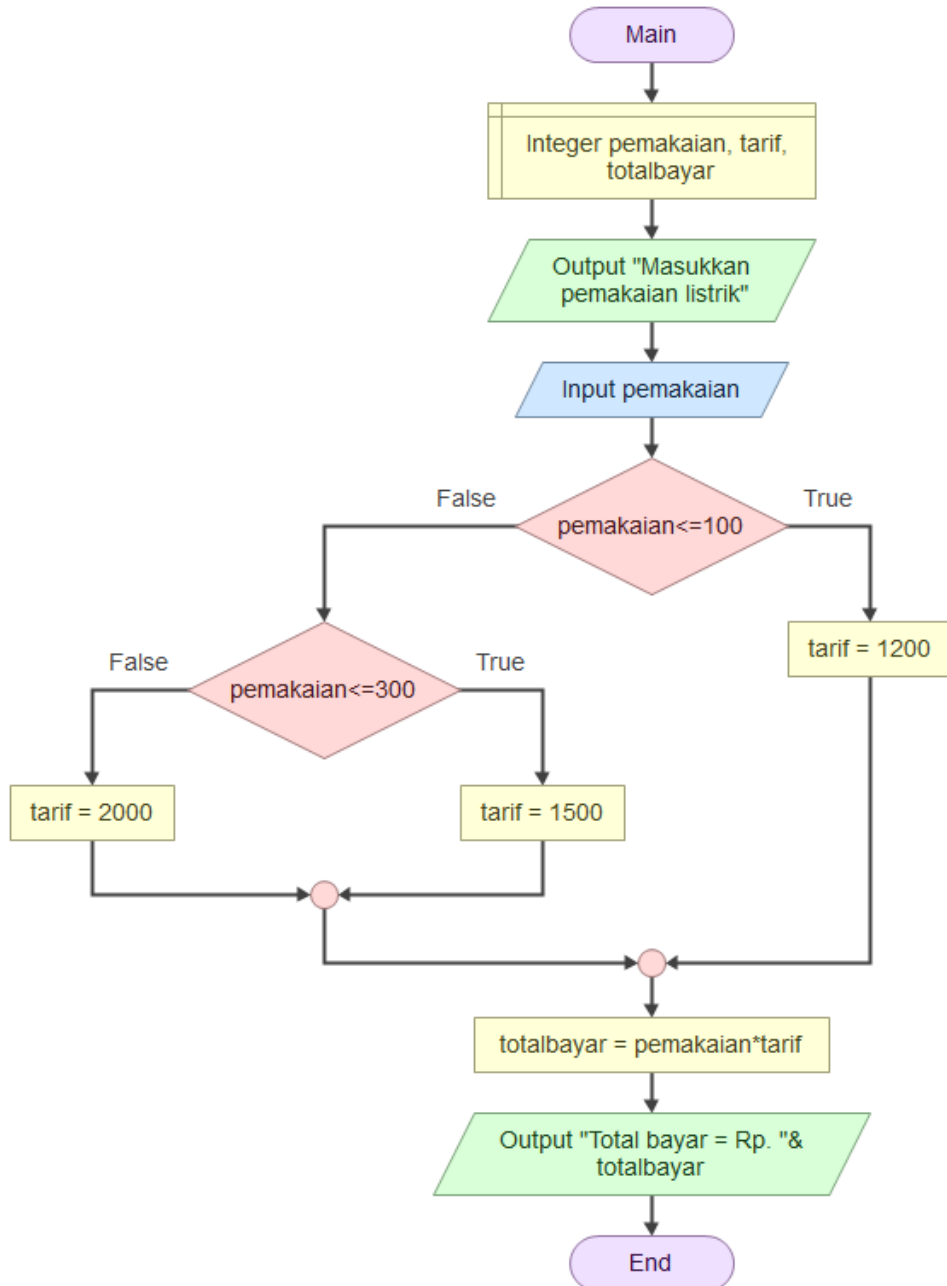 Main
Integer pemakaian, tarif,
totalbayar
Output "Masukkan
pemakaian listrik"
Input pemakaian
False
True
pemakaian<=100
False
True
tarif = 1200
pemakaian<=300
tarif = 2000
tarif = 1500
totalbayar = pemakaian*tarif
Output "Total bayar = Rp. "&
totalbayar
End